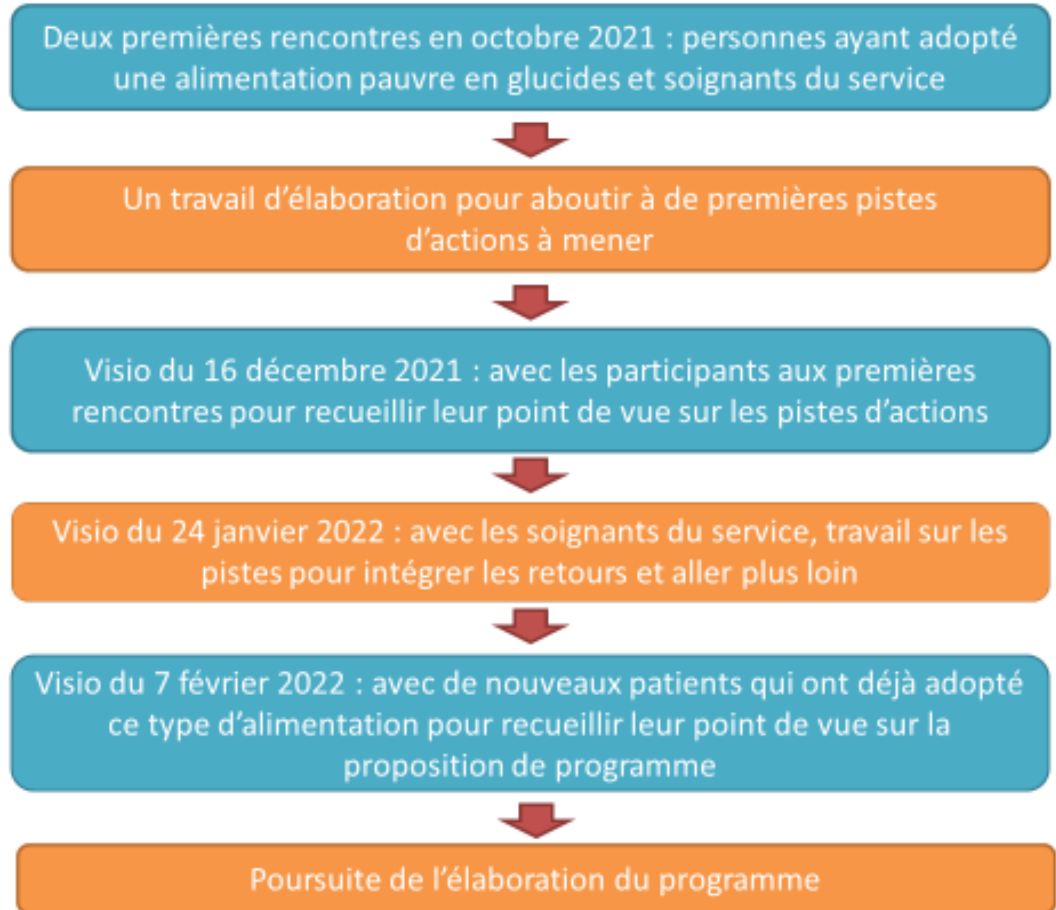 Deux premières rencontres en octobre 2021 : personnes ayant adopté
une alimentation pauvre en glucides et soignants du service
Un travail d’élaboration pour aboutir à de premières pistes
d’actions à mener
Visio du 16 décembre 2021 : avec les participants aux premières
rencontres pour recueillir leur point de vue sur les pistes d’actions
Visio du 24 janvier 2022 : avec les soignants du service, travail sur les
pistes pour intégrer les retours et aller plus loin
Visio du 7 février 2022 : avec de nouveaux patients qui ont déjà adopté
ce type d’alimentation pour recueillir leur point de vue sur la
proposition de programme
Poursuite de l’élaboration du programme